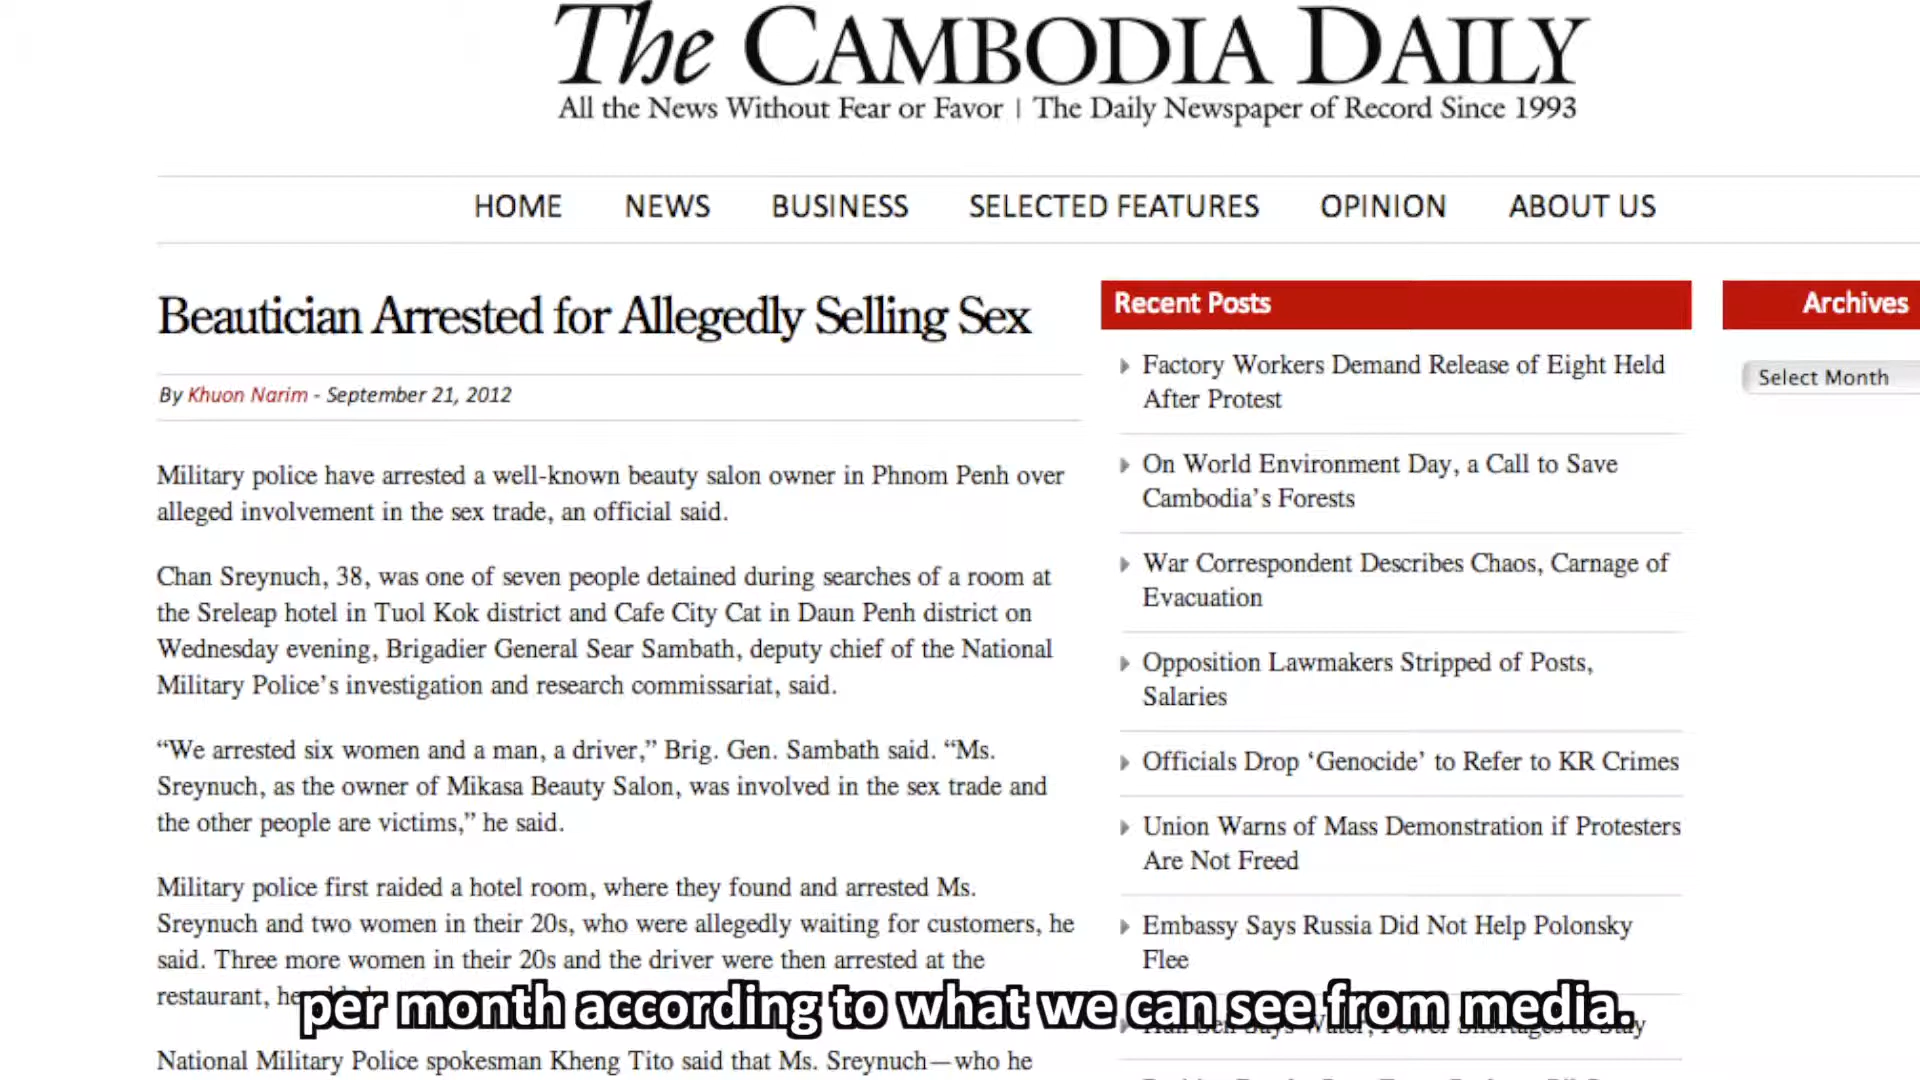 The CAMBODIA DAILY
All the News Without Fear or Favor | The Daily Newspaper of Record Since 1993
HOME NEWS BUSINESS SELECTED FEATURES OPINION ABOUT US
Beautician Arrested for Allegedly Selling Sex
By Khuon Narim - September 21, 2012
Military police have arrested a well-known beauty salon owner in Phnom Penh over
alleged involvement in the sex trade, an official said.
Chan Sreynuch, 38, was one of seven people detained during searches of a room at
the Sreleap hotel in Tuol Kok district and Cafe City Cat in Daun Penh district on
Wednesday evening, Brigadier General Sear Sambath, deputy chief of the National
Military Police’s investigation and research commissariat, said.
“We arrested six women and a man, a driver,” Brig. Gen. Sambath said. “Ms.
Sreynuch, as the owner of Mikasa Beauty Salon, was involved in the sex trade and
the other people are victims,” he said.
Military police first raided a hotel room, where they found and arrested Ms.
Sreynuch and two women in their 20s, who were allegedly waiting for customers, he
said. Three more women in their 20s and the driver were then arrested at the
restaurant, he
National Military Police spokesman Kheng Tito said that Ms. Sreynuch—who he
Recent Posts
Factory Workers Demand Release of Eight Held
After Protest
On World Environment Day, a Call to Save
Cambodia’s Forests
War Correspondent Describes Chaos, Carnage of
Evacuation
Opposition Lawmakers Stripped of Posts,
Salaries
Officials Drop ‘Genocide’ to Refer to KR Crimes
Union Warns of Mass Demonstration if Protesters
Are Not Freed
Embassy Says Russia Did Not Help Polonsky
Flee
Archives
Select Month
per month according to what we can see from media.